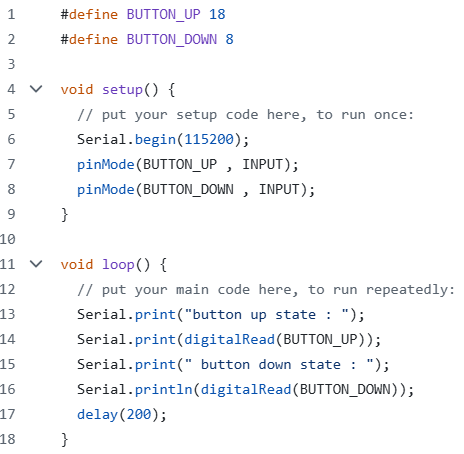 1 #define BUTTON_UP 18
2 #define BUTTON_DOWN 8
3
4 void setup() {
5   // put your setup code here, to run once:
6   Serial.begin(115200);
7   pinMode(BUTTON_UP , INPUT);
8   pinMode(BUTTON_DOWN , INPUT);
9 }
10
11 void loop() {
12   // put your main code here, to run repeatedly:
13   Serial.print("button up state : ");
14   Serial.print(digitalRead(BUTTON_UP));
15   Serial.print(" button down state : ");
16   Serial.println(digitalRead(BUTTON_DOWN));
17   delay(200);
18 }